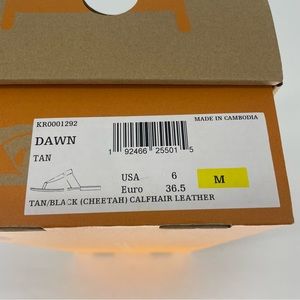 KR0001292
MADE IN CAMBODIA
DAWN
TAN
1 92466 25501 5
USA 6
Euro 36.5
M
TAN/BLACK (CHEETAH) CALFHAIR LEATHER